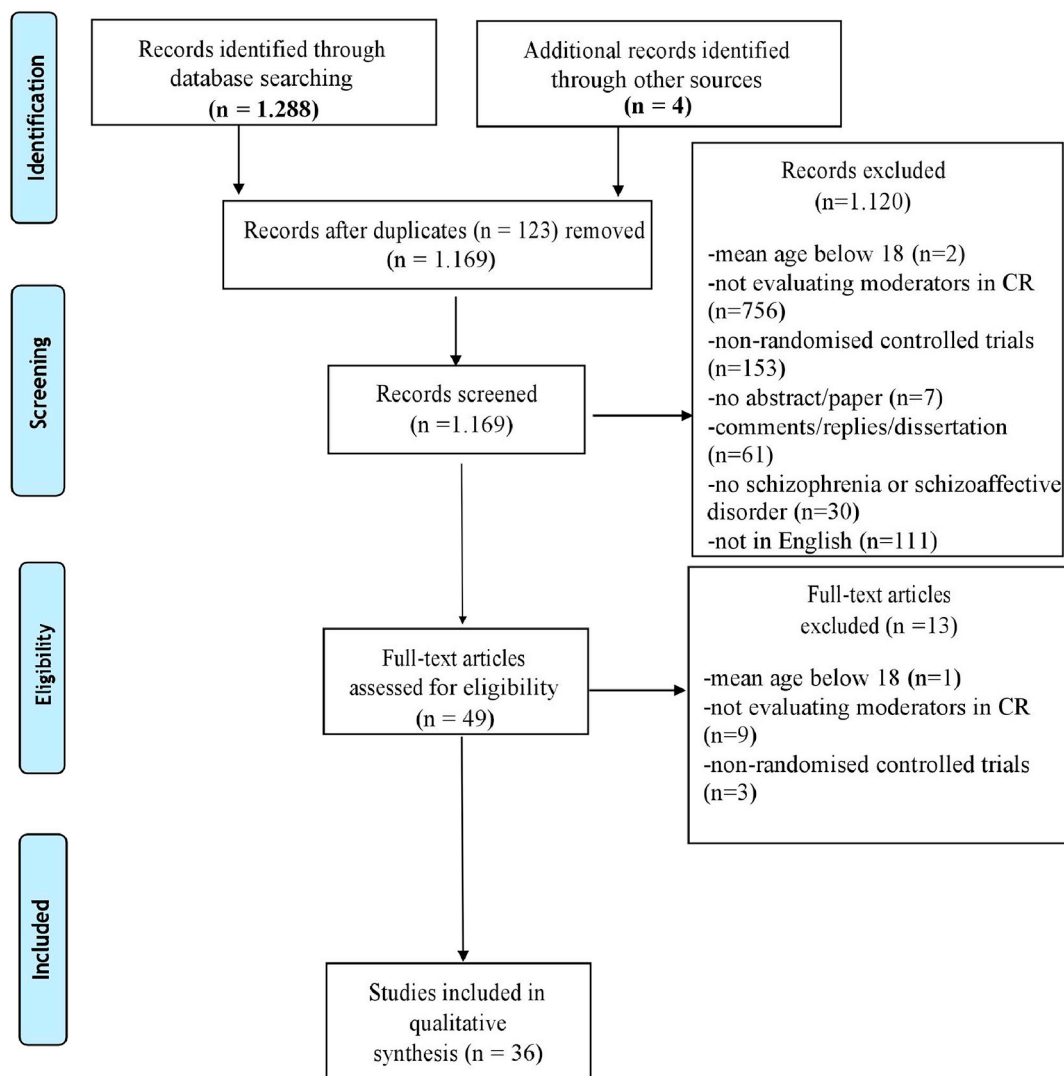 Identification
Records identified through
database searching
(n = 1.288)
Additional records identified
through other sources
(n = 4)
Records after duplicates (n = 123) removed
(n = 1.169)
Records excluded
(n=1.120)
-mean age below 18 (n=2)
-not evaluating moderators in CR
(n=756)
-non-randomised controlled trials
(n=153)
-no abstract/paper (n=7)
-comments/replies/dissertation
(n=61)
-no schizophrenia or schizoaffective
disorder (n=30)
-not in English (n=111)
Screening
Records screened
(n =1.169)
Eligibility
Full-text articles
assessed for eligibility
(n = 49)
Full-text articles
excluded (n =13)
-mean age below 18 (n=1)
-not evaluating moderators in CR
(n=9)
-non-randomised controlled trials
(n=3)
Included
Studies included in
qualitative
synthesis (n = 36)